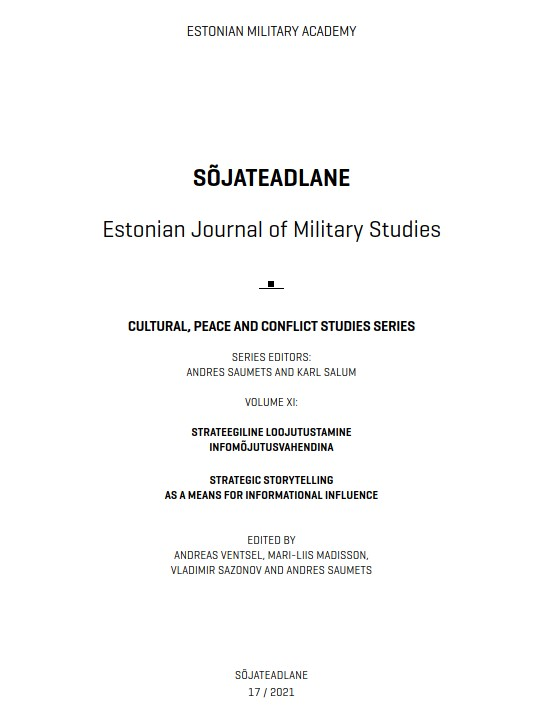 ESTONIAN MILITARY ACADEMY
SÕJATEADLANE
Estonian Journal of Military Studies
CULTURAL, PEACE AND CONFLICT STUDIES SERIES
SERIES EDITORS:
ANDRES SAUMETS AND KARL SALUM
VOLUME XI:
STRATEEGILINE LOOJUTUSTAMINE
INFOMÕJUTUSVAHENDINA
STRATEGIC STORYTELLING
AS A MEANS FOR INFORMATIONAL INFLUENCE
EDITED BY
ANDREAS VENTSEL, MARI-LIIS MADISSON,
VLADIMIR SAZONOV AND ANDRES SAUMETS
SÕJATEADLANE
17 / 2021